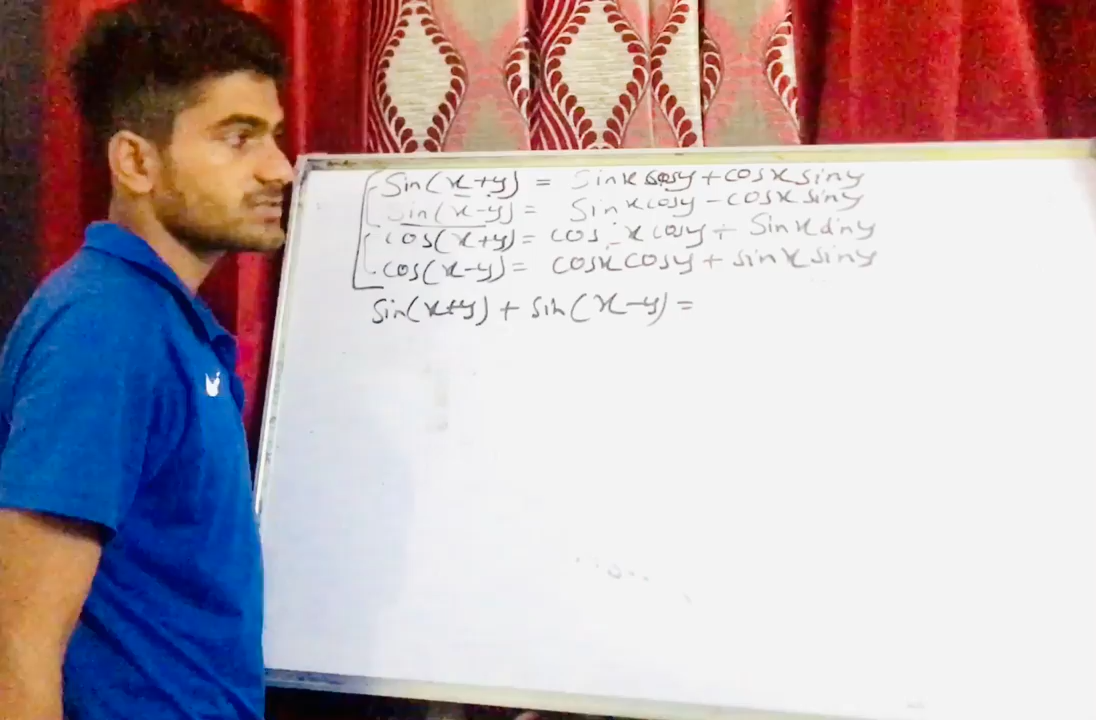 Sin(x+y) = Sinx cosy + cosx siny
Sin(x-y) = Sinx cosy - cosx siny
cos(x+y) = cos x cosy + Sinx siny
cos(x-y) = cosx cosy + sinx siny
Sin(x+y) + Sin(x-y) =